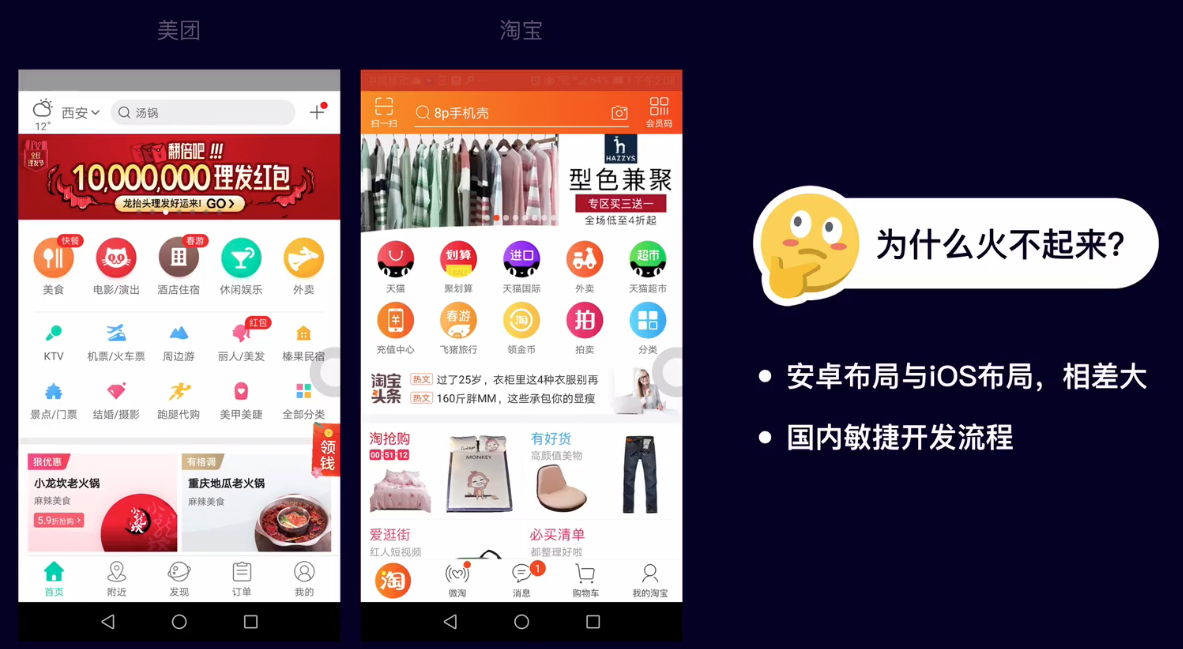 美团
淘宝
西安
汤锅
12°
全日
理发节
翻倍吧!!!
10,000,000理发红包
龙抬头理发好运来! GO
快餐
春游
美食
电影/演出
酒店住宿
休闲娱乐
外卖
红包
KTV
机票/火车票
周边游
丽人/美发
榛果民宿
景点/门票
结婚/摄影
跑腿代购
美甲美睫
全部分类
领钱
狠优惠
小龙坎老火锅
麻辣美食
5.9折抢购
有格调
重庆地瓜老火锅
麻辣美食
首页
附近
发现
订单
我的
扫一扫
8p手机壳
会员码
HAZZYS
型色兼聚
专区买三送一
全场低至4折起
划算
进口
超市
天猫
聚划算
天猫国际
外卖
天猫超市
春游
淘
拍
充值中心
飞猪旅行
领金币
拍卖
分类
淘宝头条
热文 过了25岁，衣柜里这4种衣服别再
热文 160斤胖MM，这些承包你的显瘦
淘抢购
00:51:12
MONKEY
有好货
高颜值美物
爱逛街
红人短视频
必买清单
都整理好啦
淘
微淘
1
消息
购物车
我的淘宝
为什么火不起来?
• 安卓布局与iOS布局，相差大
• 国内敏捷开发流程